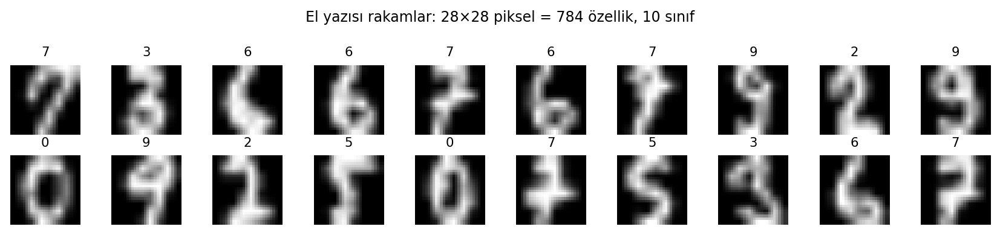 El yazısı rakamlar: 28×28 piksel = 784 özellik, 10 sınıf
7 3 6 6 7 6 7 9 2 9
0 9 2 5 0 7 5 3 6 7